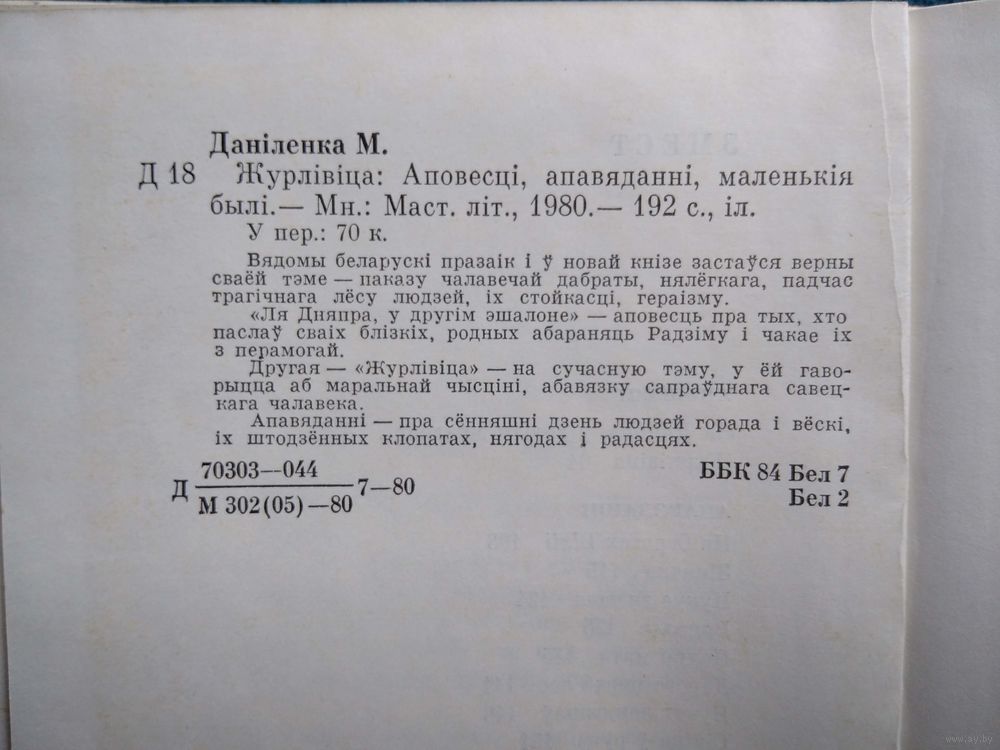 Даніленка М.
Д 18 Журлівіца: Аповесці, апавяданні, маленькія
былі.— Мн.: Маст. літ., 1980.— 192 с., іл.
У пер.: 70 к.
Вядомы беларускі празаік і ў новай кнізе застаўся верны
сваёй тэме — паказу чалавечай дабраты, нялёгкага, падчас
трагічнага лёсу людзей, іх стойкасці, гераізму.
«Ля Дняпра, у другім эшалоне» — аповесць пра тых, хто
паслаў сваіх блізкіх, родных абараняць Радзіму і чакае іх
з перамогай.
Другая — «Журлівіца» — на сучасную тэму, у ёй гаво-
рыцца аб маральнай чысціні, абавязку сапраўднага савец-
кага чалавека.
Апавяданні — пра сённяшні дзень людзей горада і вёскі,
іх штодзённых клопатах, нягодах і радасцях.
70303—044
Д 7—80
М 302(05)—80
ББК 84 Бел 7
Бел 2
www.ay.by